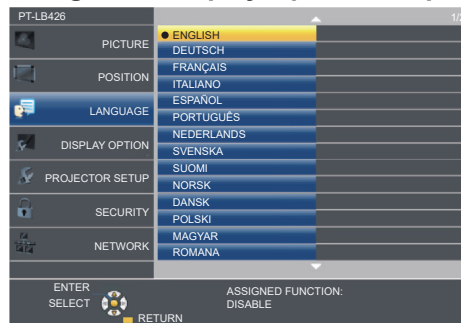 PT-LB426
1/2
PICTURE
POSITION
LANGUAGE
DISPLAY OPTION
PROJECTOR SETUP
SECURITY
NETWORK
ENGLISH
DEUTSCH
FRANÇAIS
ITALIANO
ESPAÑOL
PORTUGUÊS
NEDERLANDS
SVENSKA
SUOMI
NORSK
DANSK
POLSKI
MAGYAR
ROMANA
ENTER
SELECT
RETURN
ASSIGNED FUNCTION:
DISABLE